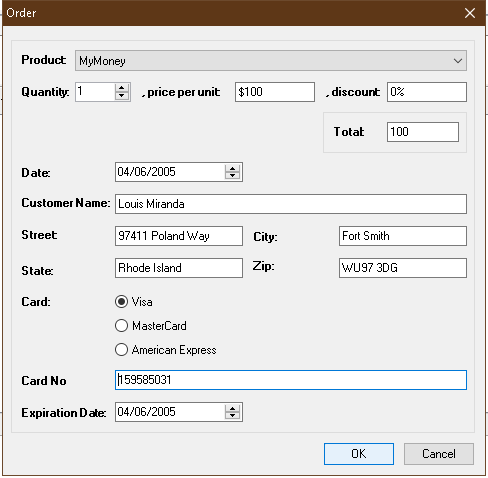 Order
Product: MyMoney
Quantity: 1 , price per unit: $100 , discount: 0%
Total: 100
Date: 04/06/2005
Customer Name: Louis Miranda
Street: 97411 Poland Way City: Fort Smith
State: Rhode Island Zip: WU97 3DG
Card: Visa
MasterCard
American Express
Card No 159585031
Expiration Date: 04/06/2005
OK Cancel